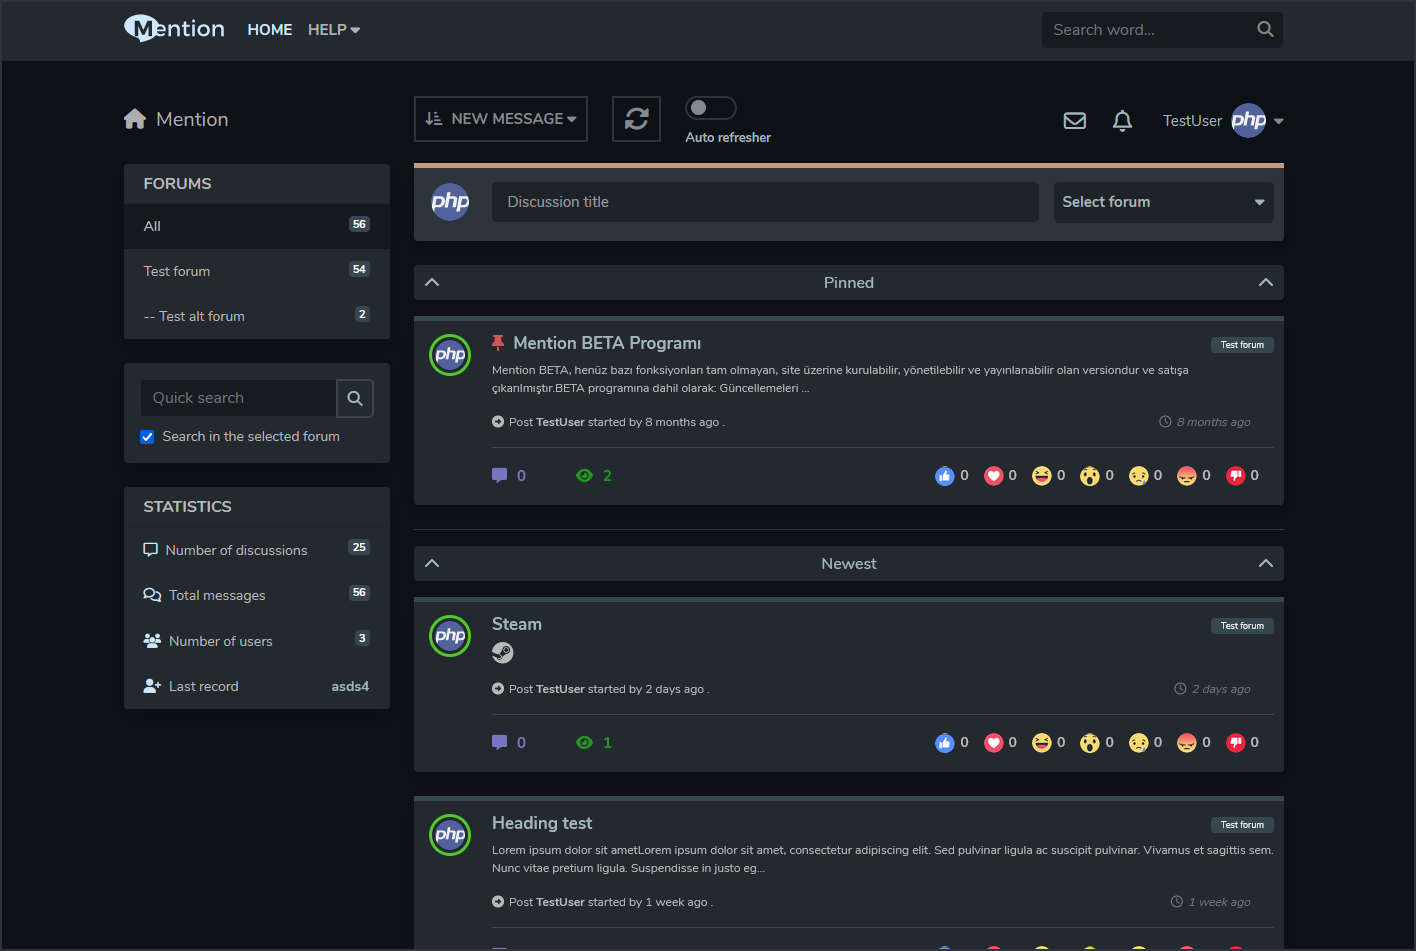 Mention
HOME
HELP
Search word...
Mention
NEW MESSAGE
Auto refresher
TestUser
php
FORUMS
All 56
Test forum 54
-- Test alt forum 2
Quick search
Search in the selected forum
STATISTICS
Number of discussions 25
Total messages 56
Number of users 3
Last record asds4
php
Discussion title
Select forum
Pinned
php
Mention BETA Programı
Test forum
Mention BETA, henüz bazı fonksiyonları tam olmayan, site üzerine kurulabilir, yönetilebilir ve yayınlanabilir olan versiondur ve satışa
çıkarılmıştır.BETA programına dahil olarak: Güncellemeleri ...
Post TestUser started by 8 months ago .
8 months ago
0 2 0 0 0 0 0 0 0
Newest
php
Steam
Test forum
Post TestUser started by 2 days ago .
2 days ago
0 1 0 0 0 0 0 0 0
php
Heading test
Test forum
Lorem ipsum dolor sit ametLorem ipsum dolor sit amet, consectetur adipiscing elit. Sed pulvinar ligula ac suscipit pulvinar. Vivamus et sagittis sem.
Nunc vitae pretium ligula. Suspendisse in justo eg...
Post TestUser started by 1 week ago .
1 week ago